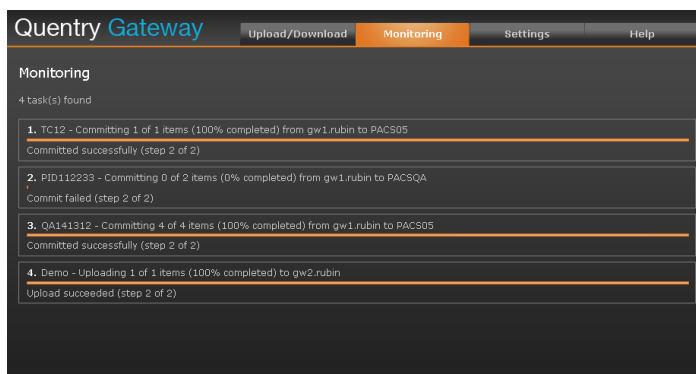 Quentry Gateway
Upload/Download Monitoring Settings Help
Monitoring
4 task(s) found
1. TC12 - Committing 1 of 1 items (100% completed) from gw1.rubin to PACS05
Committed successfully (step 2 of 2)
2. PID112233 - Committing 0 of 2 items (0% completed) from gw1.rubin to PACSQA
Commit failed (step 2 of 2)
3. QA141312 - Committing 4 of 4 items (100% completed) from gw1.rubin to PACS05
Committed successfully (step 2 of 2)
4. Demo - Uploading 1 of 1 items (100% completed) to gw2.rubin
Upload succeeded (step 2 of 2)